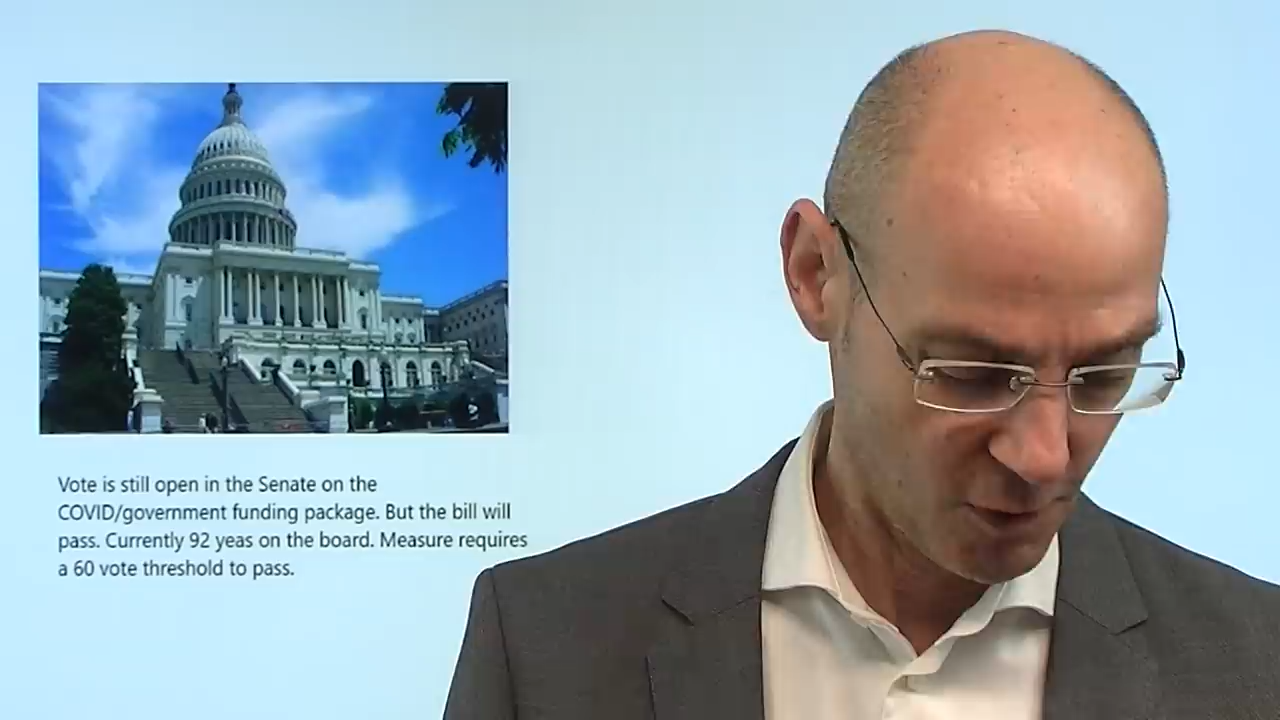 Vote is still open in the Senate on the
COVID/government funding package. But the bill will
pass. Currently 92 yeas on the board. Measure requires
a 60 vote threshold to pass.